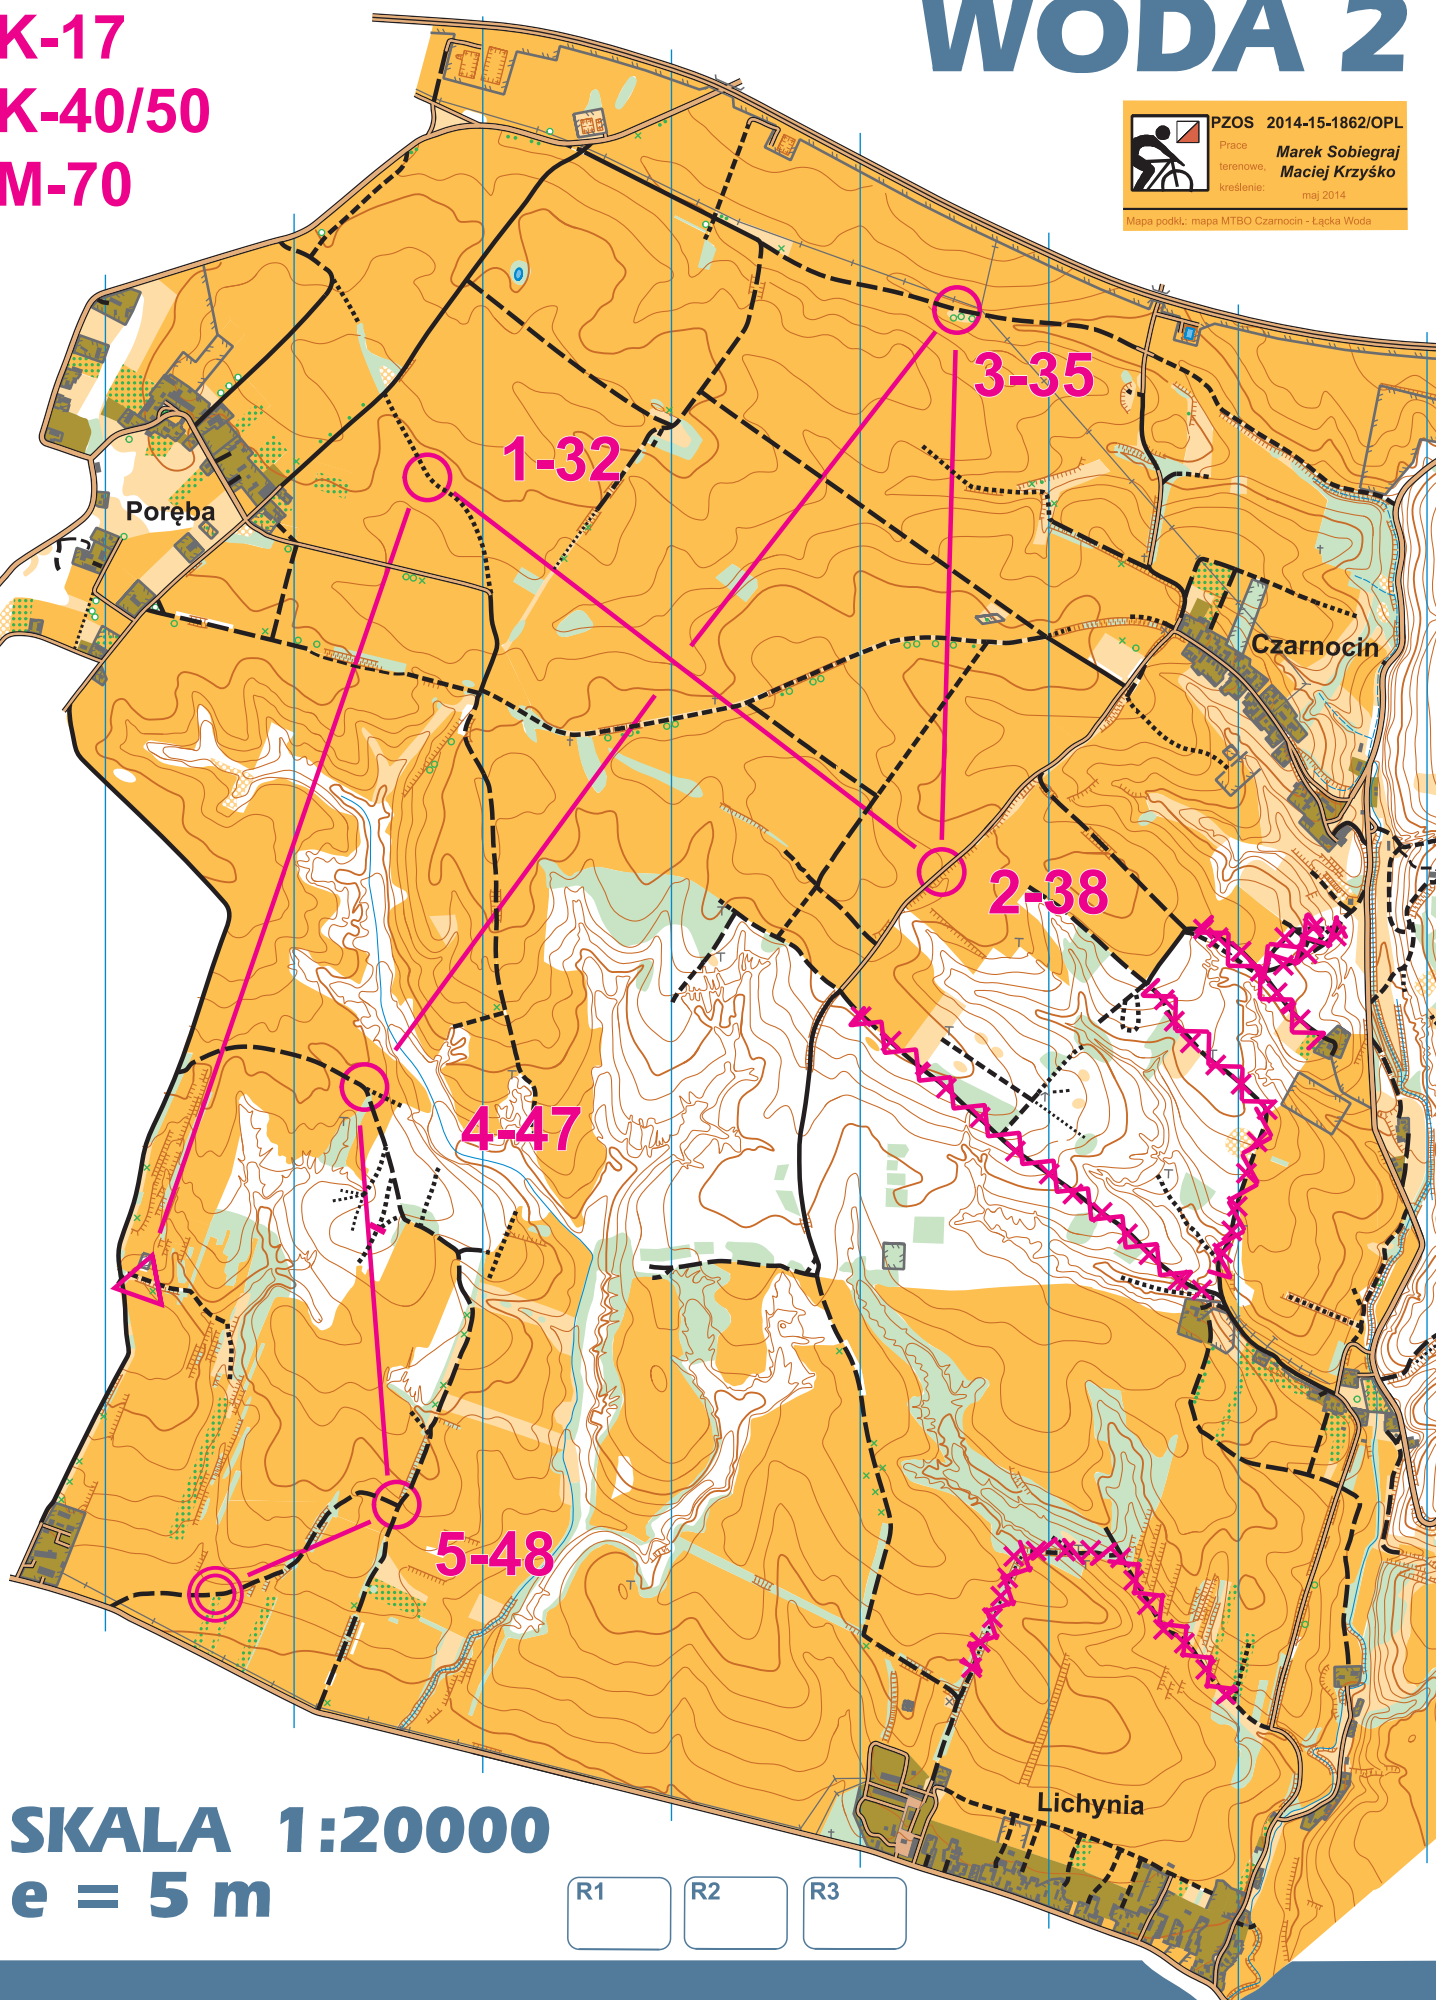 K-17
K-40/50
M-70
WODA 2
PZOS 2014-15-1862/OPL
Prace
terenowe,
kreślenie:
Marek Sobiegraj
Maciej Krzyśko
maj 2014
Mapa podkł.: mapa MTBO Czarnocin - Łącka Woda
3-35
1-32
Poręba
Czarnocin
2-38
4-47
5-48
Lichynia
SKALA 1:20000
e = 5 m
R1
R2
R3